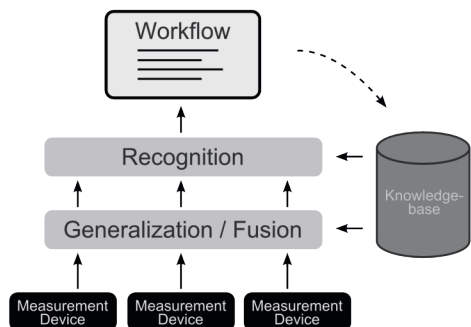 Workflow
Recognition
Knowledge-
base
Generalization / Fusion
Measurement
Device
Measurement
Device
Measurement
Device